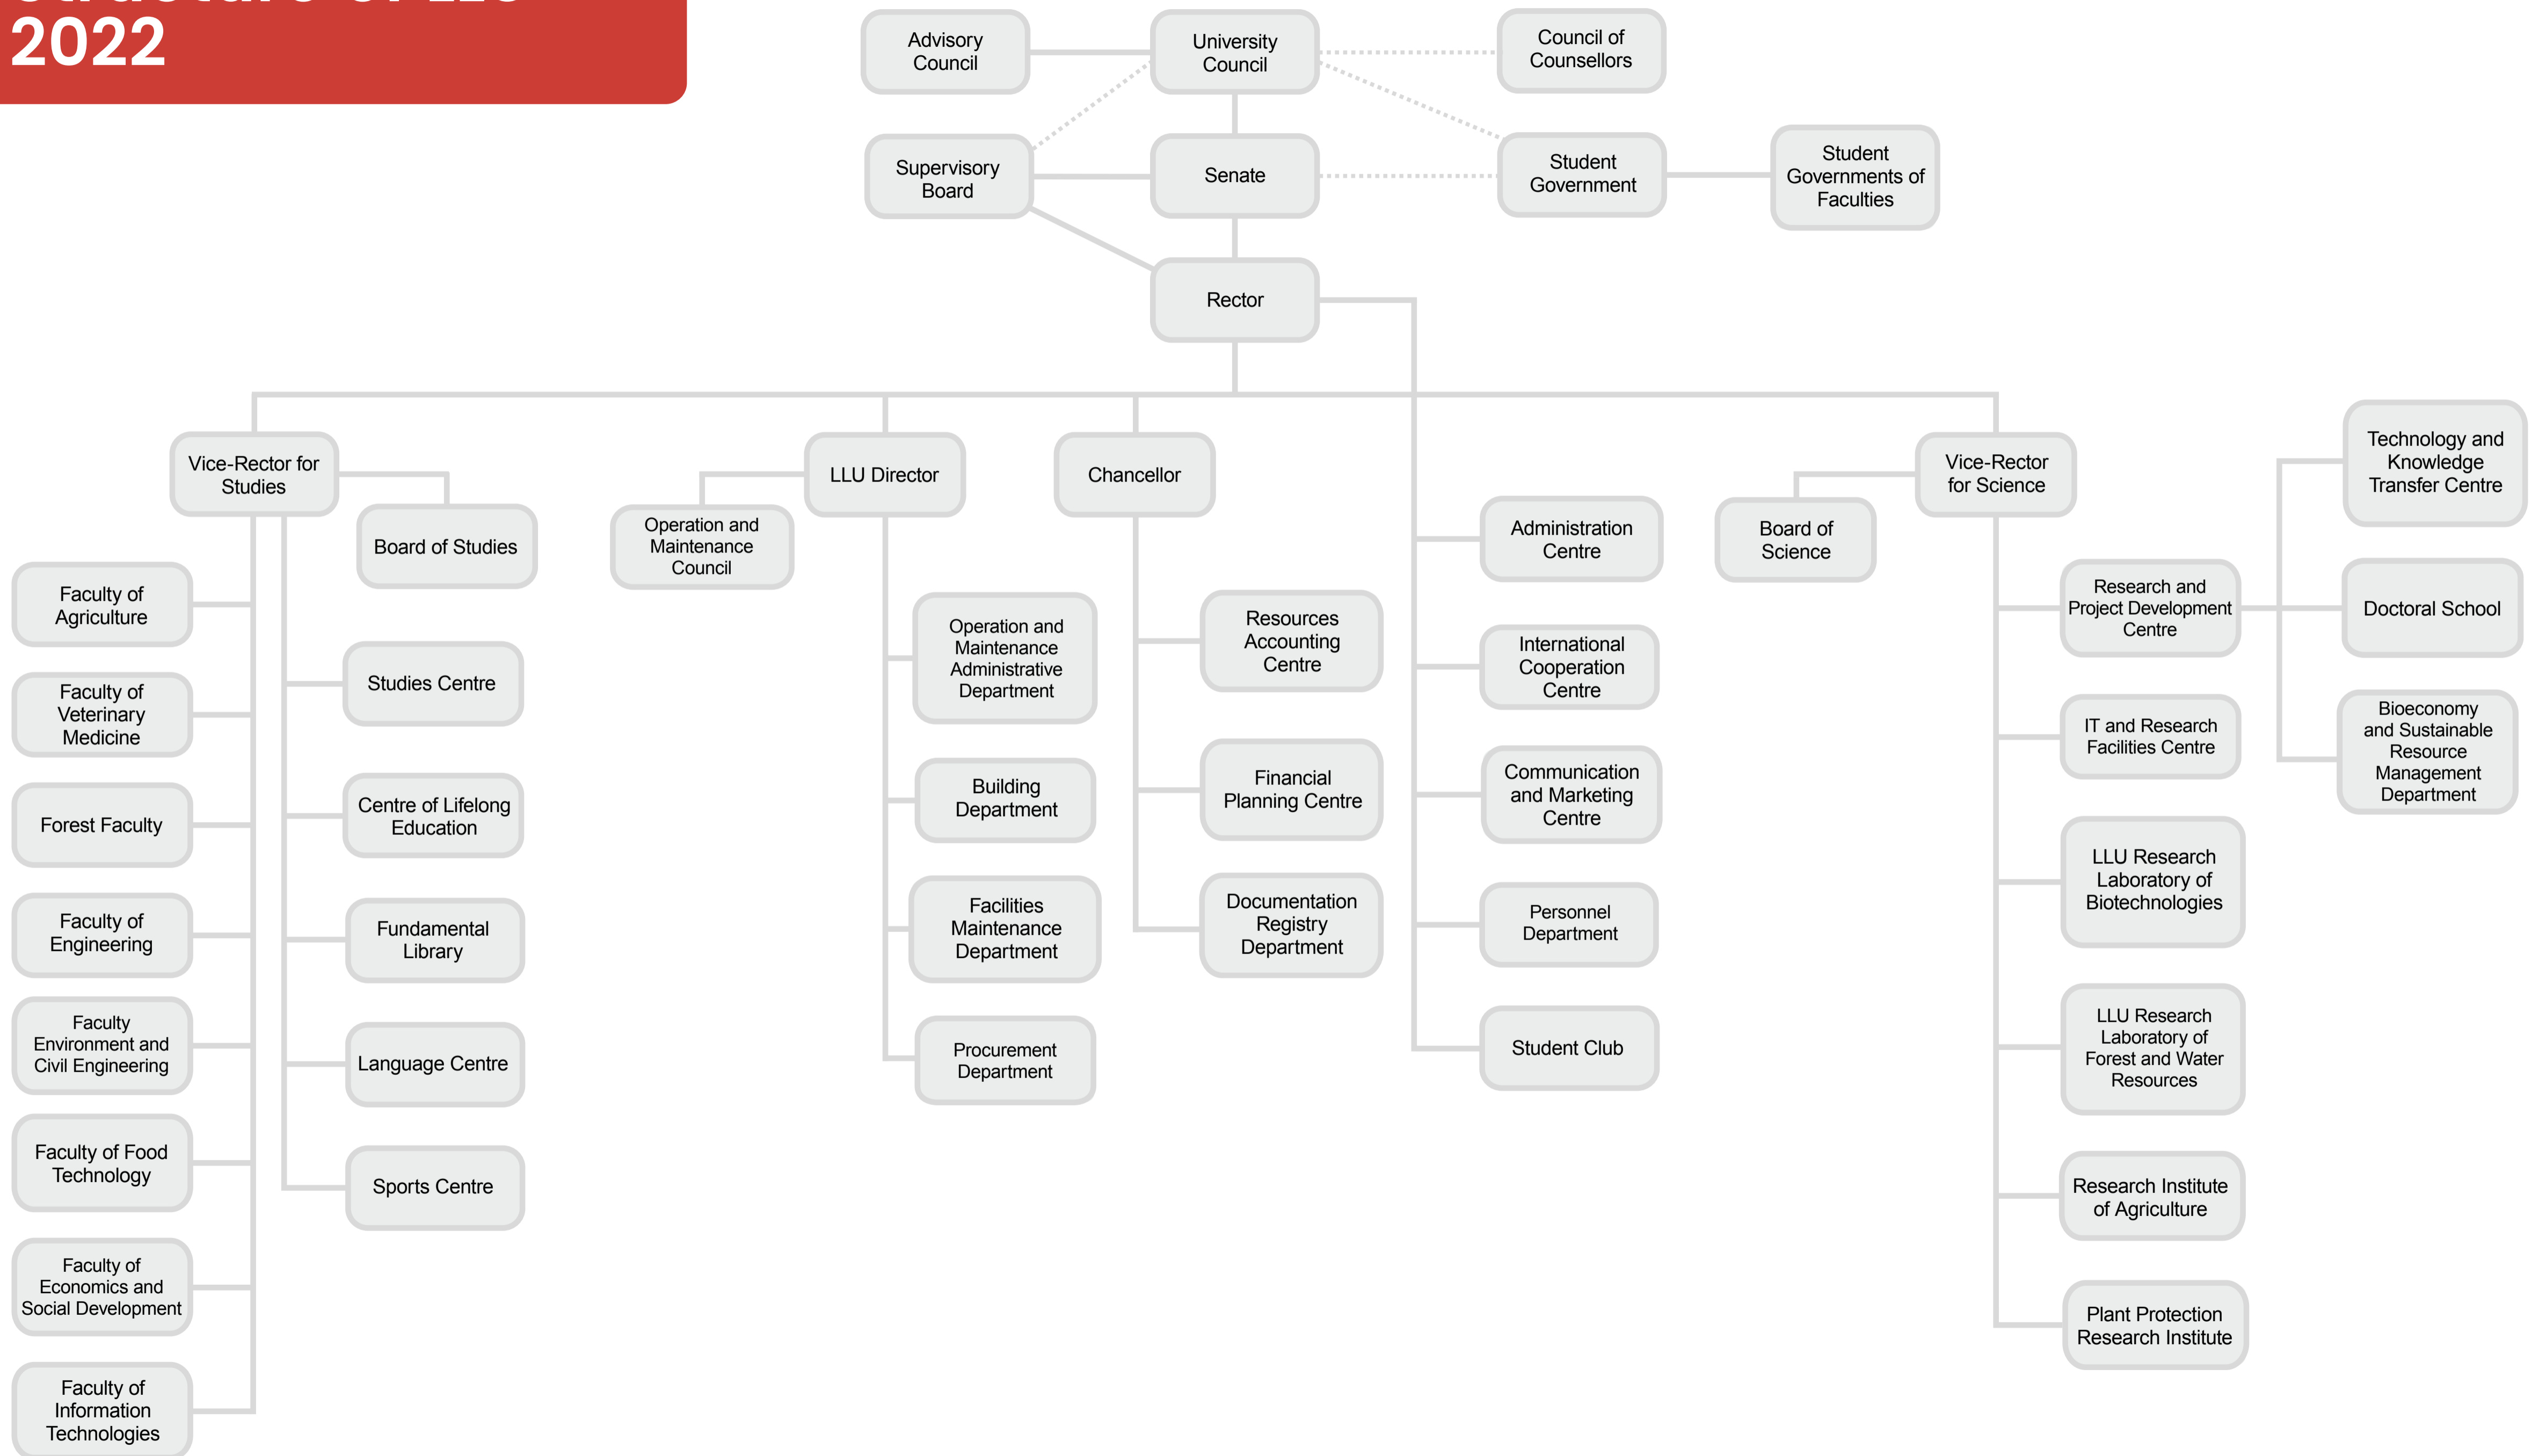 2022
Advisory
Council
University
Council
Council of
Counsellors
Supervisory
Board
Senate
Student
Government
Student
Governments of
Faculties
Rector
Vice-Rector for
Studies
Board of Studies
Faculty of
Agriculture
Faculty of
Veterinary
Medicine
Forest Faculty
Faculty of
Engineering
Faculty
Environment and
Civil Engineering
Faculty of Food
Technology
Faculty of
Economics and
Social Development
Faculty of
Information
Technologies
Studies Centre
Centre of Lifelong
Education
Fundamental
Library
Language Centre
Sports Centre
LLU Director
Operation and
Maintenance
Council
Operation and
Maintenance
Administrative
Department
Building
Department
Facilities
Maintenance
Department
Procurement
Department
Chancellor
Resources
Accounting
Centre
Financial
Planning Centre
Documentation
Registry
Department
Administration
Centre
International
Cooperation
Centre
Communication
and Marketing
Centre
Personnel
Department
Student Club
Vice-Rector
for Science
Board of
Science
Research and
Project Development
Centre
IT and Research
Facilities Centre
LLU Research
Laboratory of
Biotechnologies
LLU Research
Laboratory of
Forest and Water
Resources
Research Institute
of Agriculture
Plant Protection
Research Institute
Technology and
Knowledge
Transfer Centre
Doctoral School
Bioeconomy
and Sustainable
Resource
Management
Department